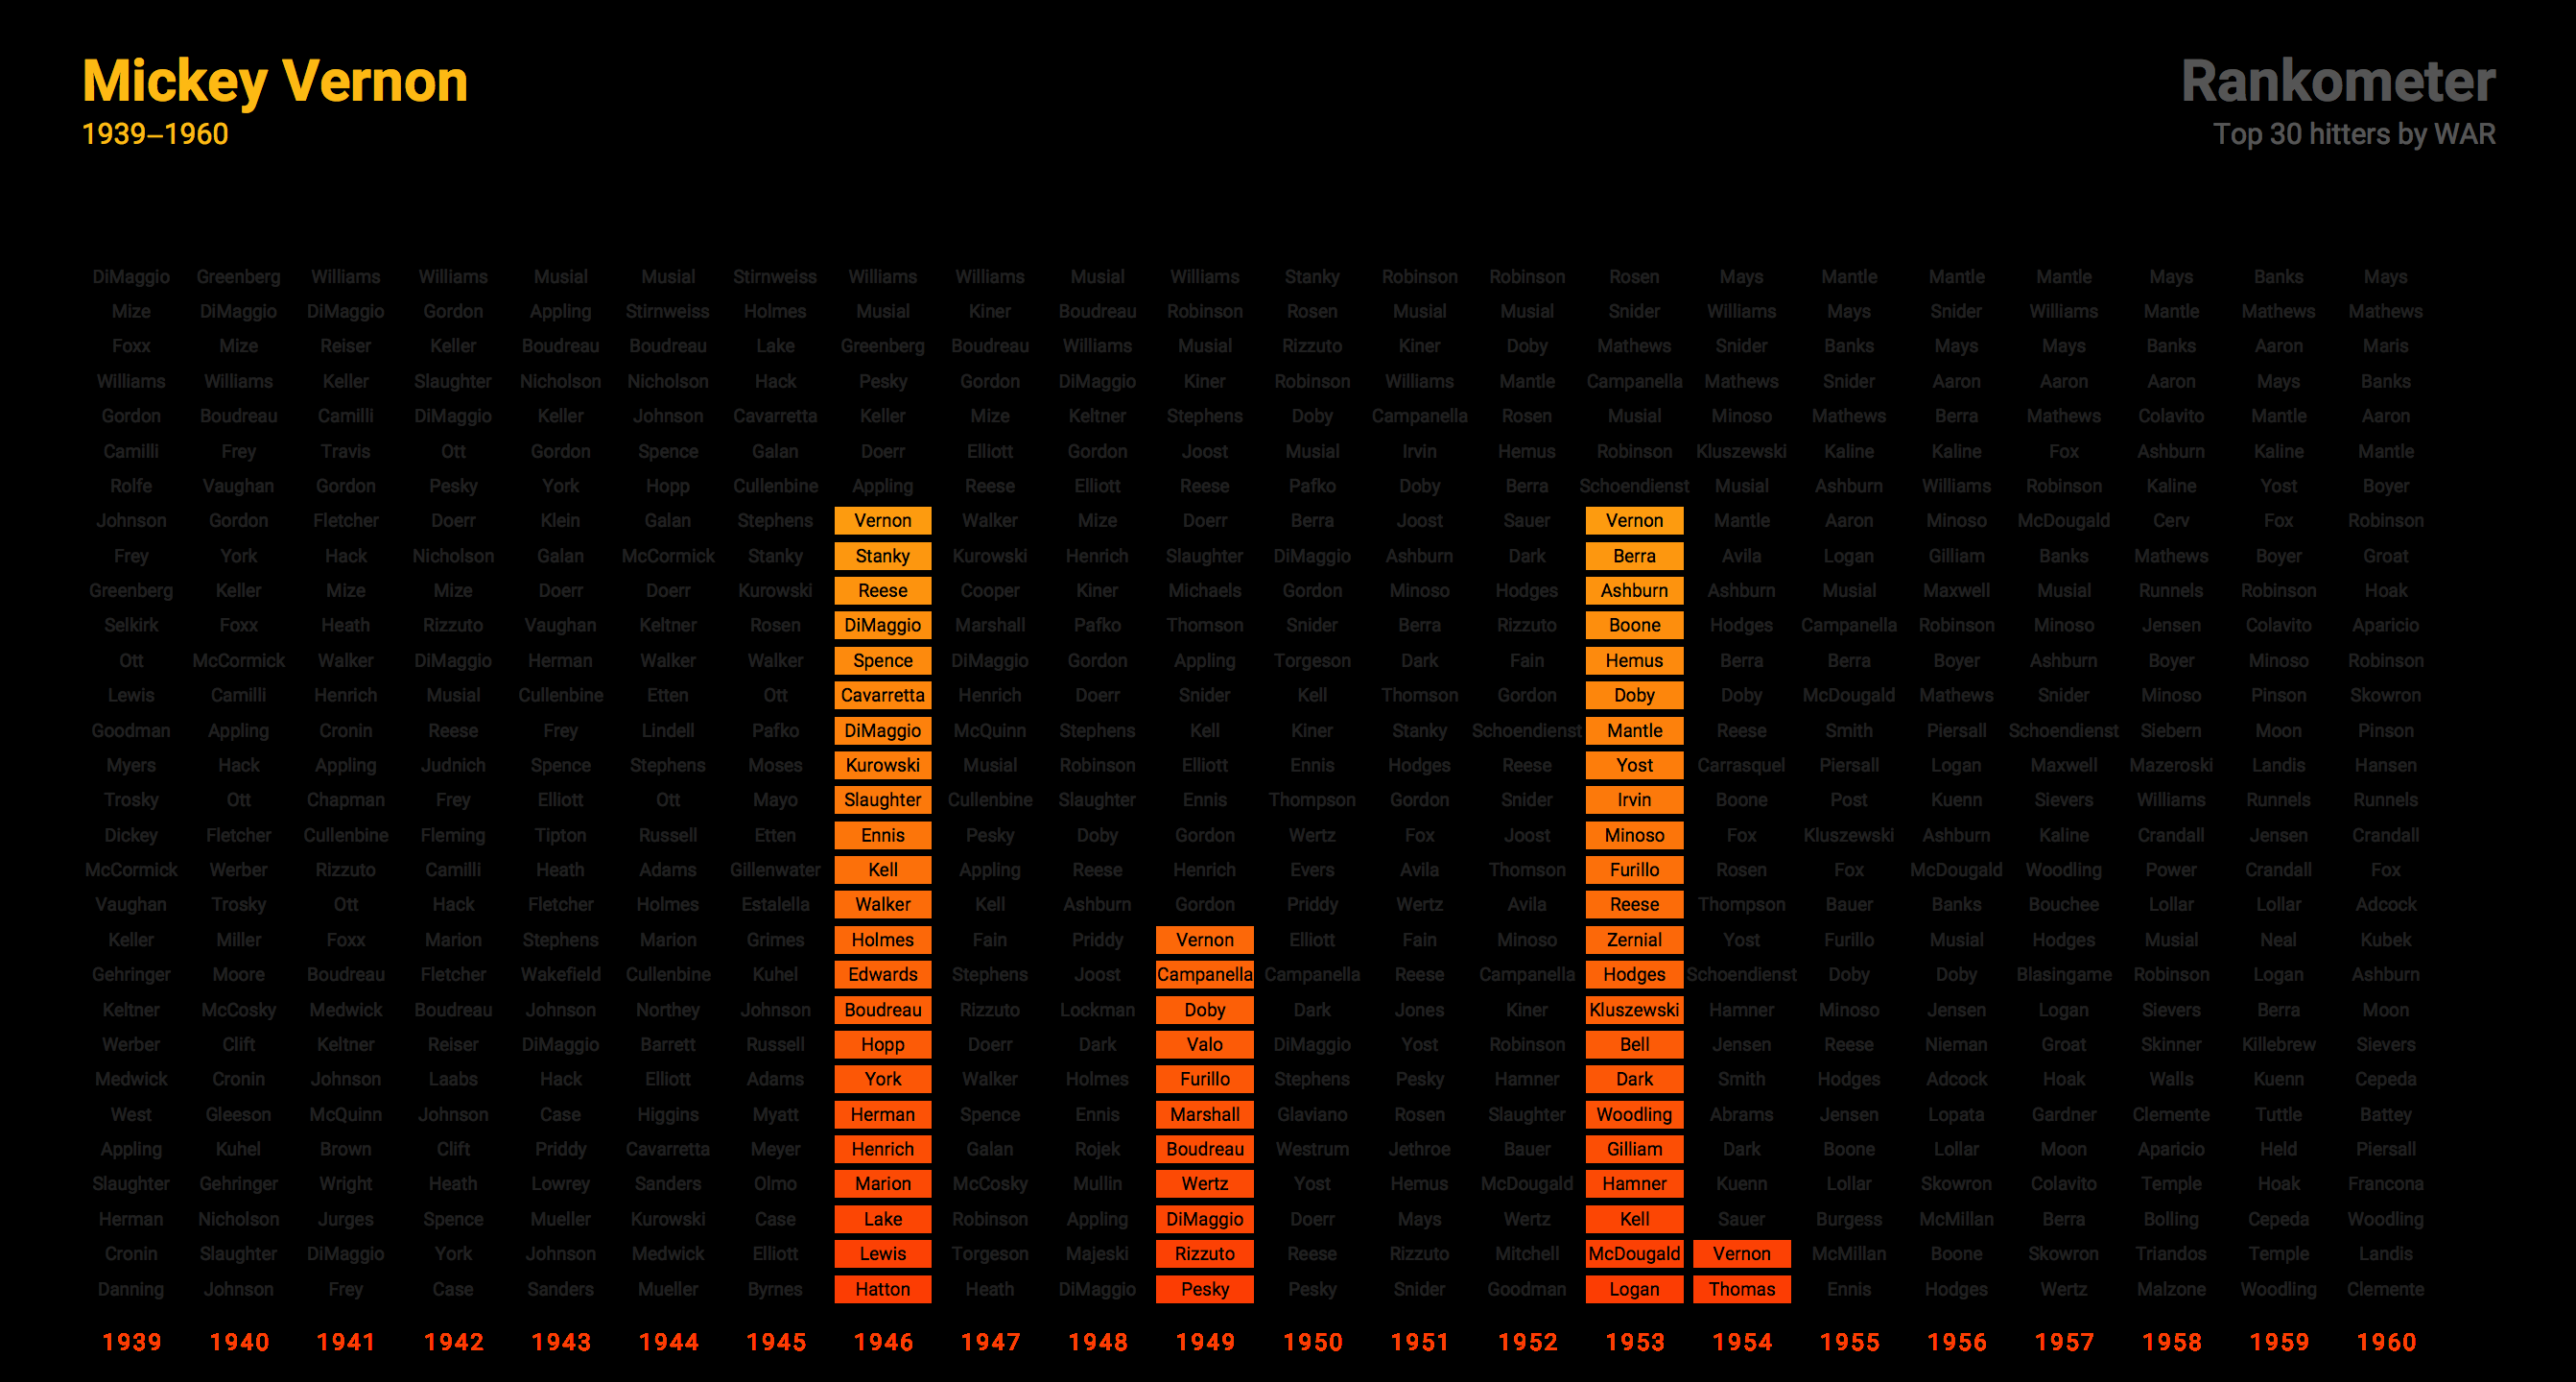 Mickey Vernon
1939–1960
Rankometer
Top 30 hitters by WAR
DiMaggio Greenberg Williams Williams Musial Musial Stirnweiss Williams Williams Musial Williams Stanky Robinson Robinson Rosen Mays Mantle Mantle Mantle Mays Banks Mays
Mize DiMaggio DiMaggio Gordon Appling Stirnweiss Holmes Musial Kiner Boudreau Robinson Rosen Musial Musial Snider Williams Mays Snider Williams Mantle Mathews Mathews
Foxx Mize Reiser Keller Boudreau Boudreau Lake Greenberg Boudreau Williams Musial Rizzuto Kiner Doby Mathews Snider Banks Mays Mays Banks Aaron Maris
Williams Williams Keller Slaughter Nicholson Nicholson Hack Pesky Gordon DiMaggio Kiner Robinson Williams Mantle Campanella Mathews Snider Aaron Aaron Aaron Mays Banks
Gordon Boudreau Camilli DiMaggio Keller Johnson Cavarretta Keller Mize Keltner Stephens Doby Campanella Rosen Musial Minoso Mathews Berra Mathews Colavito Mantle Aaron
Camilli Frey Travis Ott Gordon Spence Galan Doerr Elliott Gordon Joost Musial Irvin Hemus Robinson Kluszewski Kaline Kaline Fox Ashburn Kaline Mantle
Rolfe Vaughan Gordon Pesky York Hopp Cullenbine Appling Reese Elliott Reese Pafko Doby Berra Schoendienst Musial Ashburn Williams Robinson Kaline Yost Boyer
Johnson Gordon Fletcher Doerr Klein Galan Stephens Vernon Walker Mize Doerr Berra Joost Sauer Vernon Mantle Aaron Minoso McDougald Cerv Fox Robinson
Frey York Hack Nicholson Galan McCormick Stanky Stanky Kurowski Henrich Slaughter DiMaggio Ashburn Dark Berra Avila Logan Gilliam Banks Mathews Boyer Groat
Greenberg Keller Mize Mize Doerr Doerr Kurowski Reese Cooper Kiner Michaels Gordon Minoso Hodges Ashburn Ashburn Musial Maxwell Musial Runnels Robinson Hoak
Selkirk Foxx Heath Rizzuto Vaughan Keltner Rosen DiMaggio Marshall Pafko Thomson Snider Berra Rizzuto Boone Hodges Campanella Robinson Minoso Jensen Colavito Aparicio
Ott McCormick Walker DiMaggio Herman Walker Walker Spence DiMaggio Gordon Appling Torgeson Dark Fain Hemus Berra Berra Boyer Ashburn Boyer Minoso Robinson
Lewis Camilli Henrich Musial Cullenbine Etten Ott Cavarretta Henrich Doerr Snider Kell Thomson Gordon Doby Doby McDougald Mathews Snider Minoso Pinson Skowron
Goodman Appling Cronin Reese Frey Lindell Pafko DiMaggio McQuinn Stephens Kell Kiner Stanky Schoendienst Mantle Reese Smith Piersall Schoendienst Siebern Moon Pinson
Myers Hack Appling Judnich Spence Stephens Moses Kurowski Musial Robinson Elliott Ennis Hodges Reese Yost Carrasquel Piersall Logan Maxwell Mazeroski Landis Hansen
Trosky Ott Chapman Frey Elliott Ott Mayo Slaughter Cullenbine Slaughter Ennis Thompson Gordon Snider Irvin Boone Post Kuenn Sievers Williams Runnels Runnels
Dickey Fletcher Cullenbine Fleming Tipton Russell Etten Ennis Pesky Doby Gordon Wertz Fox Joost Minoso Fox Kluszewski Ashburn Kaline Crandall Jensen Crandall
McCormick Werber Rizzuto Camilli Heath Adams Gillenwater Kell Appling Reese Henrich Evers Avila Thomson Furillo Rosen Fox McDougald Woodling Power Crandall Fox
Vaughan Trosky Ott Hack Fletcher Holmes Estalella Walker Kell Ashburn Gordon Priddy Wertz Avila Reese Thompson Bauer Banks Bouchee Lollar Lollar Adcock
Keller Miller Foxx Marion Stephens Marion Grimes Holmes Fain Priddy Vernon Elliott Fain Minoso Zernial Yost Furillo Musial Hodges Musial Neal Kubek
Gehringer Moore Boudreau Fletcher Wakefield Cullenbine Kuhel Edwards Stephens Joost Campanella Campanella Reese Campanella Hodges Schoendienst Doby Doby Blasingame Robinson Logan Ashburn
Keltner McCosky Medwick Boudreau Johnson Northey Johnson Boudreau Rizzuto Lockman Doby Dark Jones Kiner Kluszewski Hamner Minoso Jensen Logan Sievers Berra Moon
Werber Clift Keltner Reiser DiMaggio Barrett Russell Hopp Doerr Dark Valo DiMaggio Yost Robinson Bell Jensen Reese Nieman Groat Skinner Killebrew Sievers
Medwick Cronin Johnson Laabs Hack Elliott Adams York Walker Holmes Furillo Stephens Pesky Hamner Dark Smith Hodges Adcock Hoak Walls Kuenn Cepeda
West Gleeson McQuinn Johnson Case Higgins Myatt Herman Spence Ennis Marshall Glaviano Rosen Slaughter Woodling Abrams Jensen Lopata Gardner Clemente Tuttle Battey
Appling Kuhel Brown Clift Priddy Cavarretta Meyer Henrich Galan Rojek Boudreau Westrum Jethroe Bauer Gilliam Dark Boone Lollar Moon Aparicio Held Piersall
Slaughter Gehringer Wright Heath Lowrey Sanders Olmo Marion McCosky Mullin Wertz Yost Hemus McDougald Hamner Kuenn Lollar Skowron Colavito Temple Hoak Francona
Herman Nicholson Jurges Spence Mueller Kurowski Case Lake Robinson Appling DiMaggio Doerr Mays Wertz Kell Sauer Burgess McMillan Berra Bolling Cepeda Woodling
Cronin Slaughter DiMaggio York Johnson Medwick Elliott Lewis Torgeson Majeski Rizzuto Reese Rizzuto Mitchell McDougald Vernon McMillan Boone Skowron Triandos Temple Landis
Danning Johnson Frey Case Sanders Mueller Byrnes Hatton Heath DiMaggio Pesky Pesky Snider Goodman Logan Thomas Ennis Hodges Wertz Malzone Woodling Clemente
1939 1940 1941 1942 1943 1944 1945 1946 1947 1948 1949 1950 1951 1952 1953 1954 1955 1956 1957 1958 1959 1960